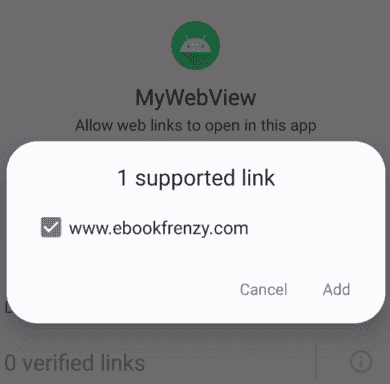 MyWebView
Allow web links to open in this app
1 supported link
www.ebookfrenzy.com
Cancel Add
0 verified links